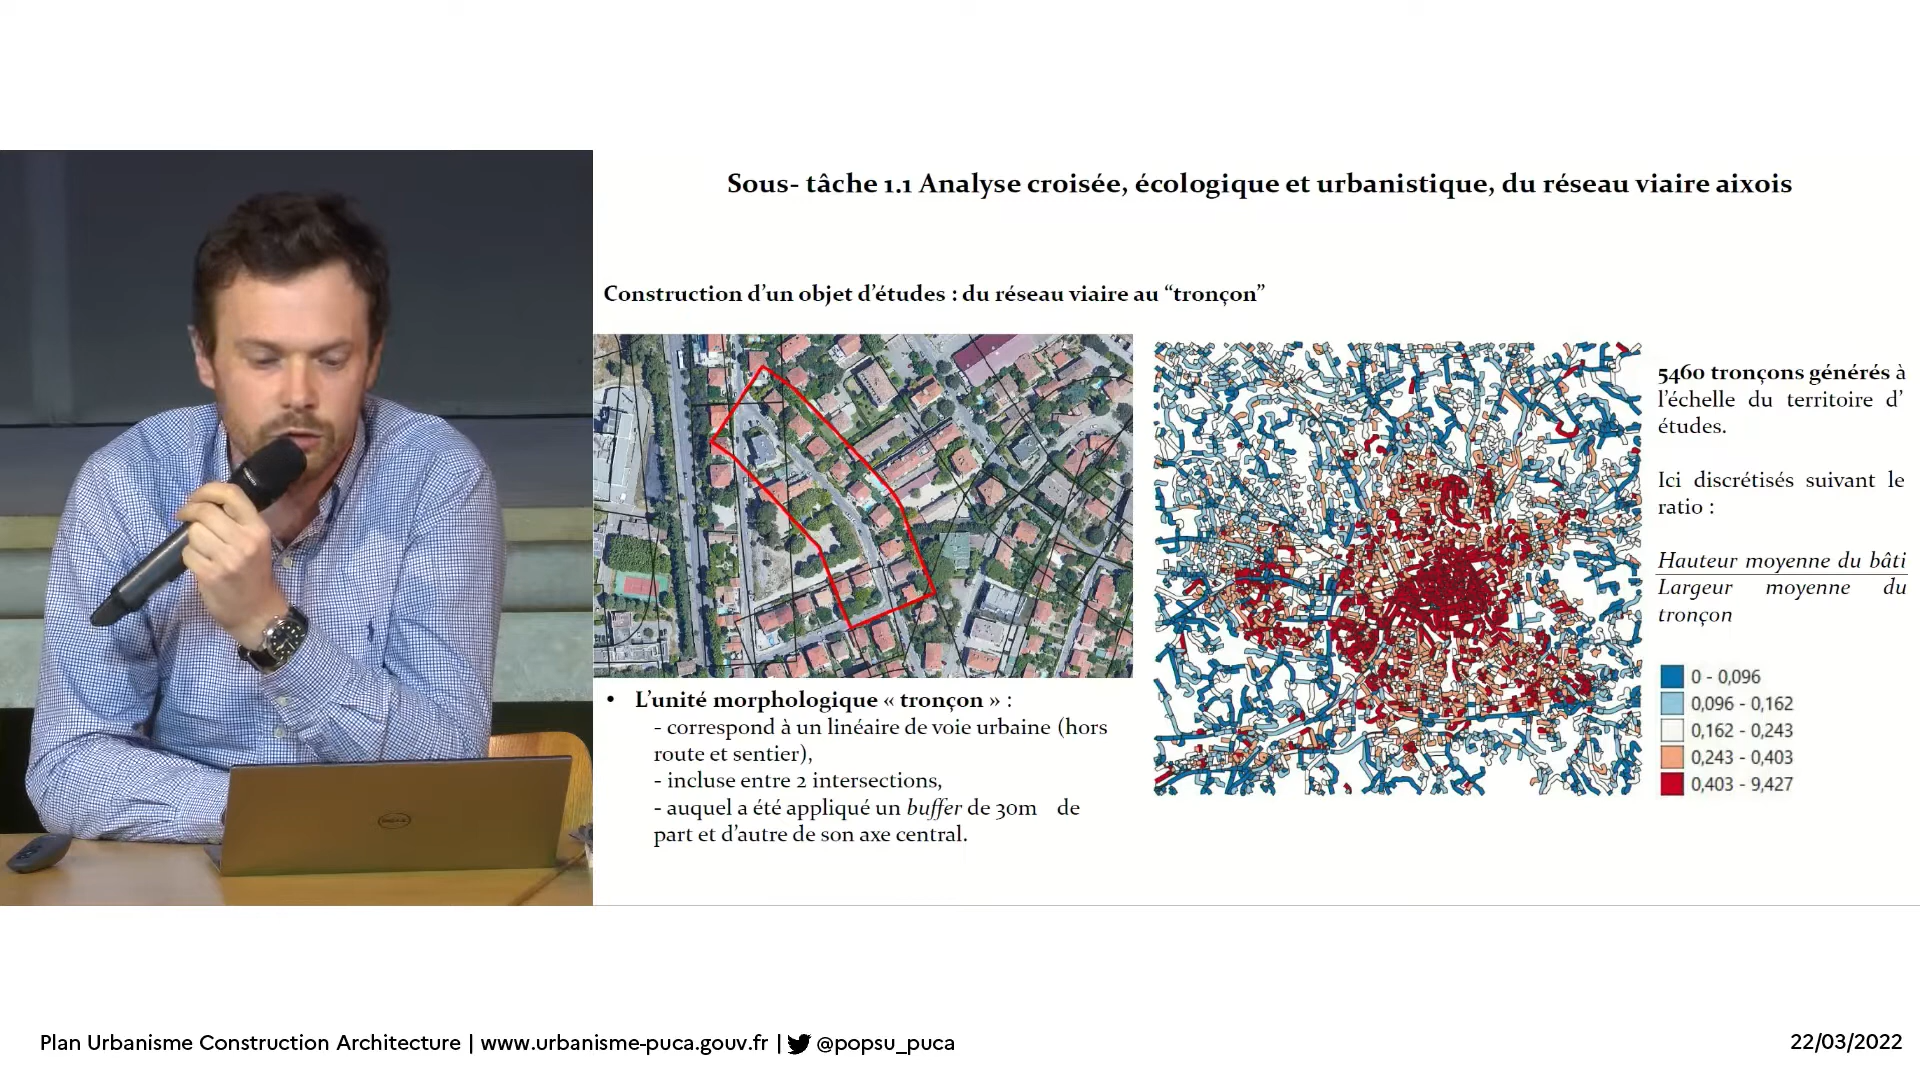 Sous- tâche 1.1 Analyse croisée, écologique et urbanistique, du réseau viaire aixois
Construction d'un objet d'études : du réseau viaire au “tronçon”
• L'unité morphologique « tronçon » :
- correspond à un linéaire de voie urbaine (hors
route et sentier),
- incluse entre 2 intersections,
- auquel a été appliqué un buffer de 30m de
part et d'autre de son axe central.
5460 tronçons générés à
l'échelle du territoire d'
études.
Ici discrétisés suivant le
ratio :
Hauteur moyenne du bâti
Largeur moyenne du
tronçon
0 - 0,096
0,096 - 0,162
0,162 - 0,243
0,243 - 0,403
0,403 - 9,427
DELL
Plan Urbanisme Construction Architecture | www.urbanisme-puca.gouv.fr | @popsu_puca
22/03/2022